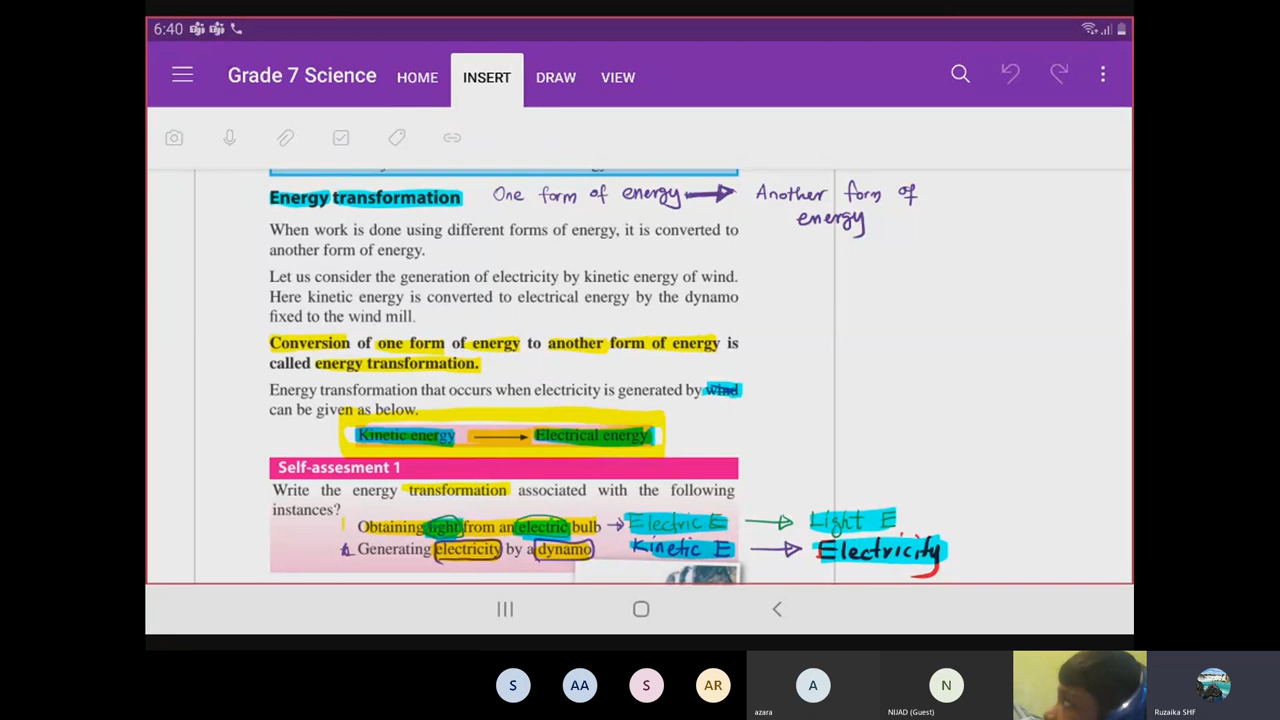 6:40
Grade 7 Science HOME INSERT DRAW VIEW
Energy transformation One form of energy → Another form of
energy
When work is done using different forms of energy, it is converted to
another form of energy.
Let us consider the generation of electricity by kinetic energy of wind.
Here kinetic energy is converted to electrical energy by the dynamo
fixed to the wind mill.
Conversion of one form of energy to another form of energy is
called energy transformation.
Energy transformation that occurs when electricity is generated by wind
can be given as below.
Kinetic energy → Electrical energy
Self-assesment 1
Write the energy transformation associated with the following
instances?
Obtaining light from an electric bulb → Electric E → Light E
Generating electricity by a dynamo Kinetic E → Electricity
S AA S AR A N
azara NIJAD (Guest) Ruzaika SHF